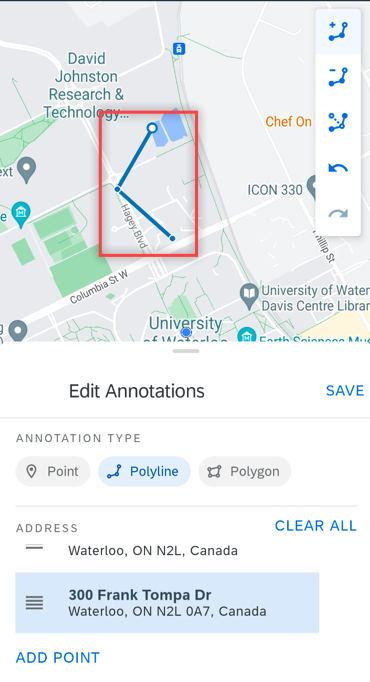 David
Johnston
Research &
Technology...
Chef On
ext
ICON 330
e
Hagey Blvd
Phillip St
Columbia St W
University of Water
Davis Centre Librar
g
University
of Waterloo
Earth Sciences Mus
Edit Annotations
SAVE
ANNOTATION TYPE
Point
Polyline
Polygon
ADDRESS
CLEAR ALL
Waterloo, ON N2L, Canada
300 Frank Tompa Dr
Waterloo, ON N2L 0A7, Canada
ADD POINT